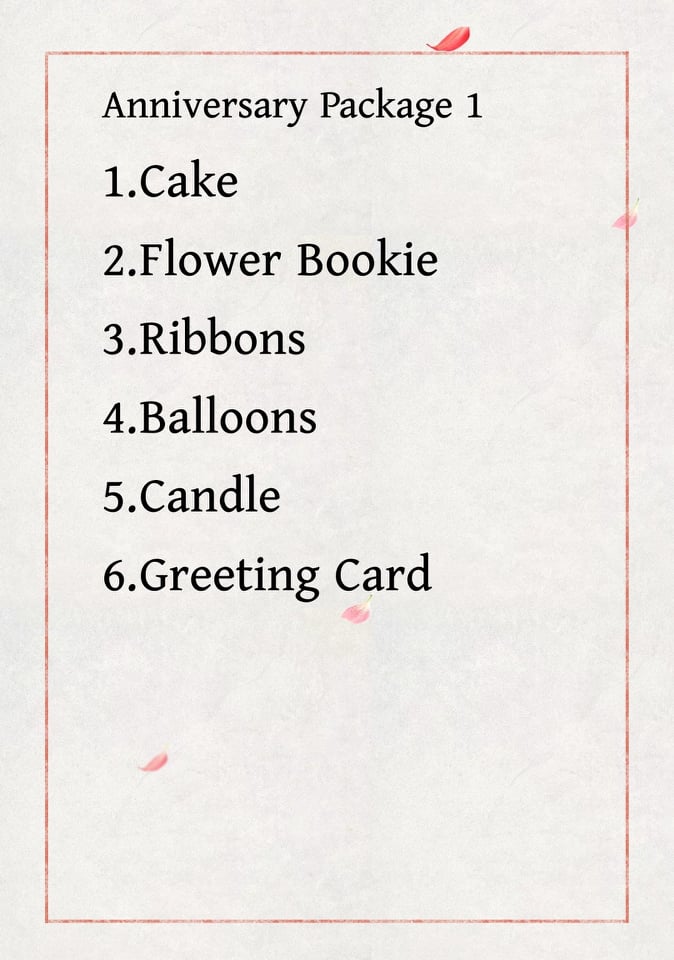 Anniversary Package 1
1.Cake
2.Flower Bookie
3.Ribbons
4.Balloons
5.Candle
6.Greeting Card